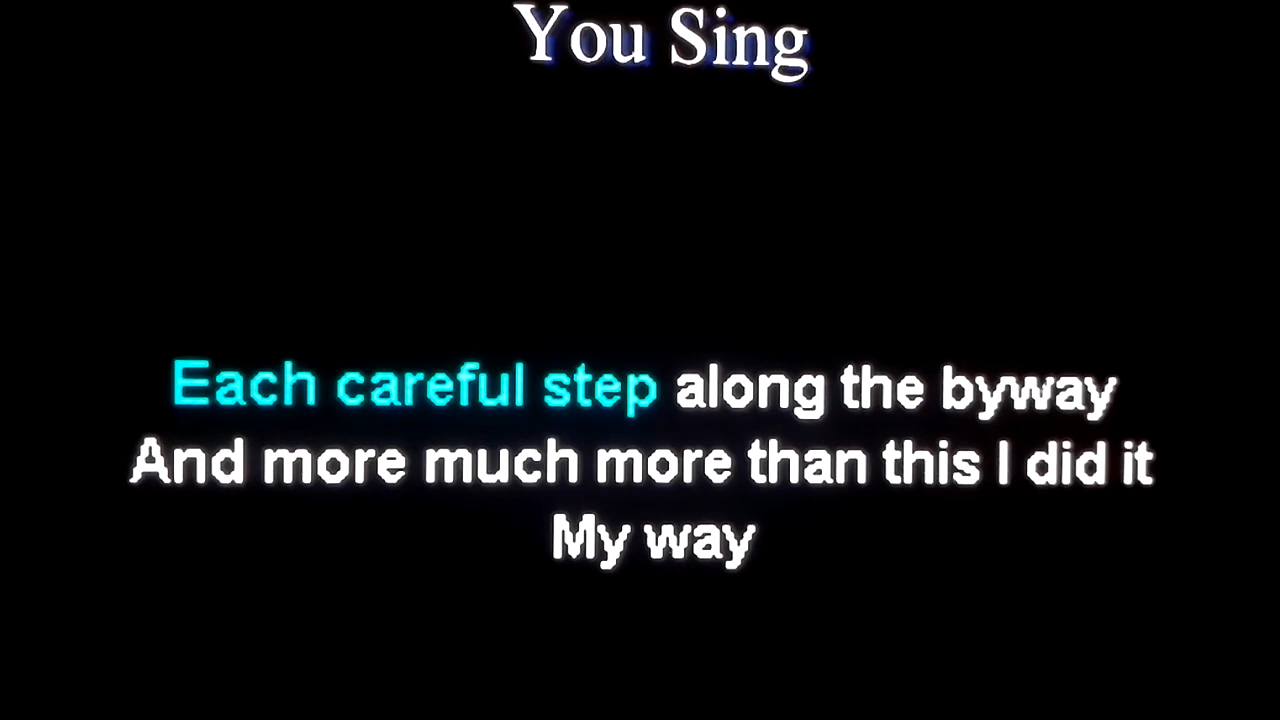 You Sing
Each careful step along the byway
And more much more than this I did it
My way